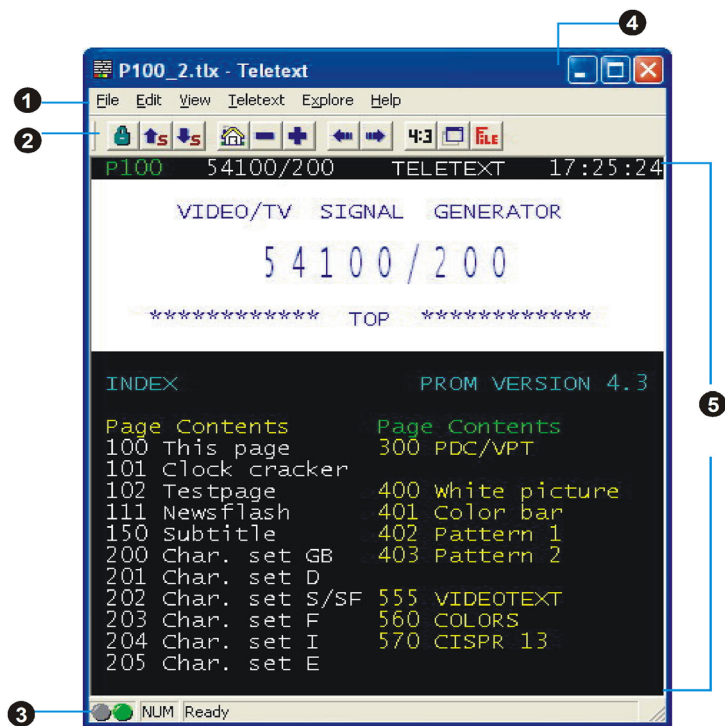 4
P100_2.tlx - Teletext
1
File Edit View Teletext Explore Help
2
S S 4:3 FILE
P100 54100/200 TELETEXT 17:25:24
VIDEO/TV SIGNAL GENERATOR
54100/200
************ TOP ************
INDEX PROM VERSION 4.3
5
Page Contents Page Contents
100 This page 300 PDC/VPT
101 Clock cracker
102 Testpage 400 White picture
111 Newsflash 401 Color bar
150 Subtitle 402 Pattern 1
200 Char. set GB 403 Pattern 2
201 Char. set D
202 Char. set S/SF 555 VIDEOTEXT
203 Char. set F 560 COLORS
204 Char. set I 570 CISPR 13
205 Char. set E
3
NUM Ready